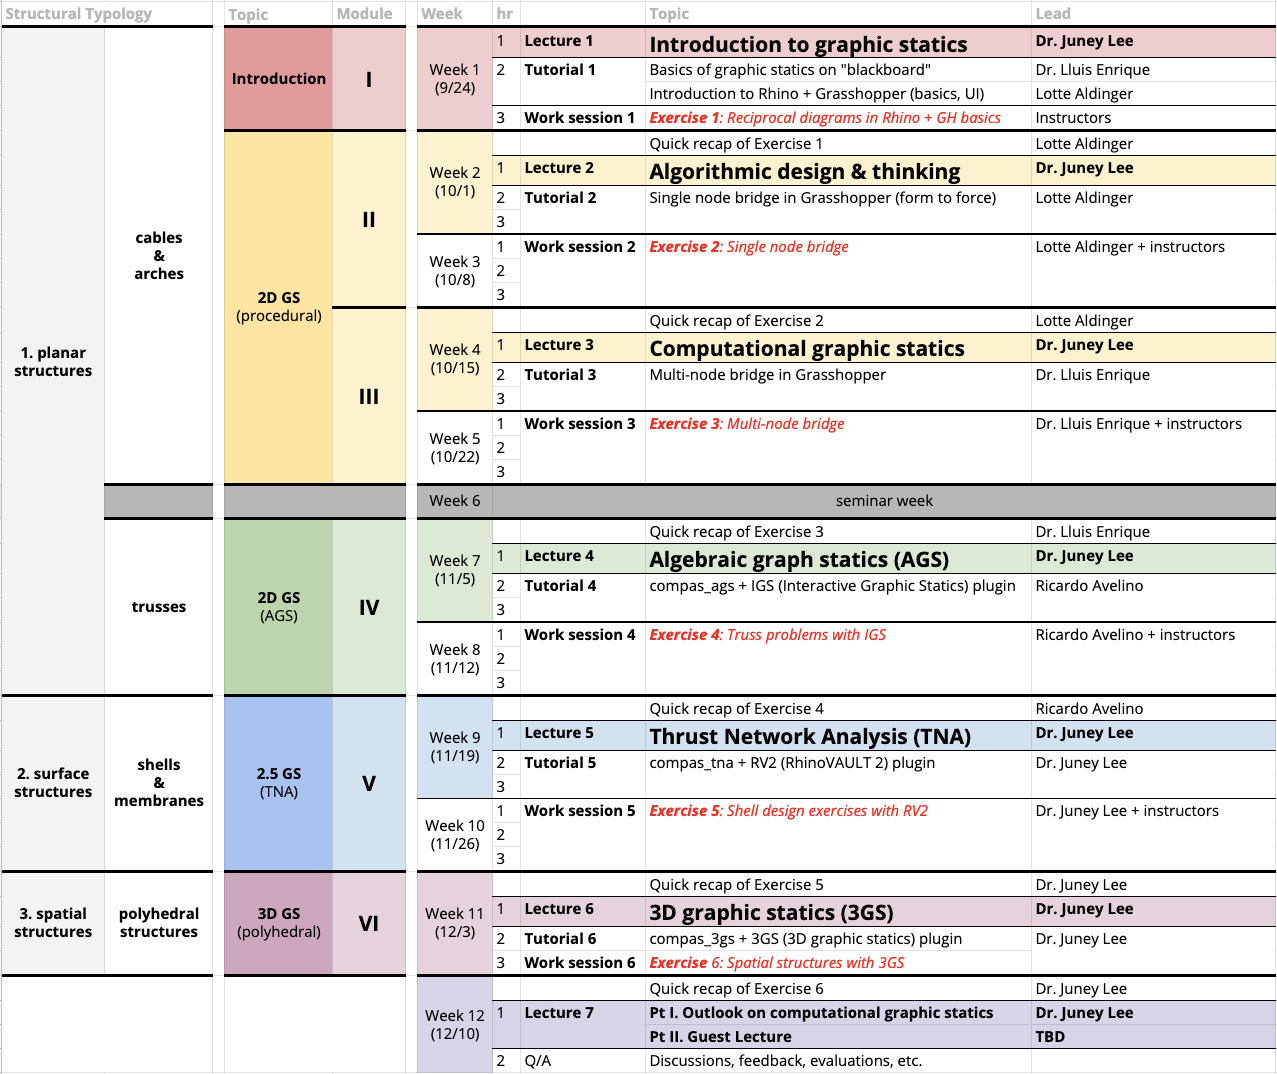 Structural Typology Topic Module Week hr Topic Lead
1 Lecture 1 Introduction to graphic statics Dr. Juney Lee
Introduction I Week 1 (9/24) 2 Tutorial 1 Basics of graphic statics on "blackboard" Dr. Lluis Enrique
Introduction to Rhino + Grasshopper (basics, UI) Lotte Aldinger
3 Work session 1 Exercise 1: Reciprocal diagrams in Rhino + GH basics Instructors
Quick recap of Exercise 1 Lotte Aldinger
Week 2 (10/1) 1 Lecture 2 Algorithmic design & thinking Dr. Juney Lee
2 Tutorial 2 Single node bridge in Grasshopper (form to force) Lotte Aldinger
II 3
cables & arches Week 3 (10/8) 1 Work session 2 Exercise 2: Single node bridge Lotte Aldinger + instructors
2
2D GS (procedural) 3
Quick recap of Exercise 2 Lotte Aldinger
1. planar structures Week 4 (10/15) 1 Lecture 3 Computational graphic statics Dr. Juney Lee
2 Tutorial 3 Multi-node bridge in Grasshopper Dr. Lluis Enrique
III 3
Week 5 (10/22) 1 Work session 3 Exercise 3: Multi-node bridge Dr. Lluis Enrique + instructors
2
3
Week 6 seminar week
Quick recap of Exercise 3 Dr. Lluis Enrique
Week 7 (11/5) 1 Lecture 4 Algebraic graph statics (AGS) Dr. Juney Lee
2 Tutorial 4 compas_ags + IGS (Interactive Graphic Statics) plugin Ricardo Avelino
trusses 2D GS (AGS) IV 3
Week 8 (11/12) 1 Work session 4 Exercise 4: Truss problems with IGS Ricardo Avelino + instructors
2
3
Quick recap of Exercise 4 Ricardo Avelino
Week 9 (11/19) 1 Lecture 5 Thrust Network Analysis (TNA) Dr. Juney Lee
2 Tutorial 5 compas_tna + RV2 (RhinoVAULT 2) plugin Dr. Juney Lee
2. surface structures shells & membranes 2.5 GS (TNA) V 3
Week 10 (11/26) 1 Work session 5 Exercise 5: Shell design exercises with RV2 Dr. Juney Lee + instructors
2
3
Quick recap of Exercise 5 Dr. Juney Lee
3. spatial structures polyhedral structures 3D GS (polyhedral) VI Week 11 (12/3) 1 Lecture 6 3D graphic statics (3GS) Dr. Juney Lee
2 Tutorial 6 compas_3gs + 3GS (3D graphic statics) plugin Dr. Juney Lee
3 Work session 6 Exercise 6: Spatial structures with 3GS
Quick recap of Exercise 6 Dr. Juney Lee
Week 12 (12/10) 1 Lecture 7 Pt I. Outlook on computational graphic statics Dr. Juney Lee
Pt II. Guest Lecture TBD
2 Q/A Discussions, feedback, evaluations, etc.